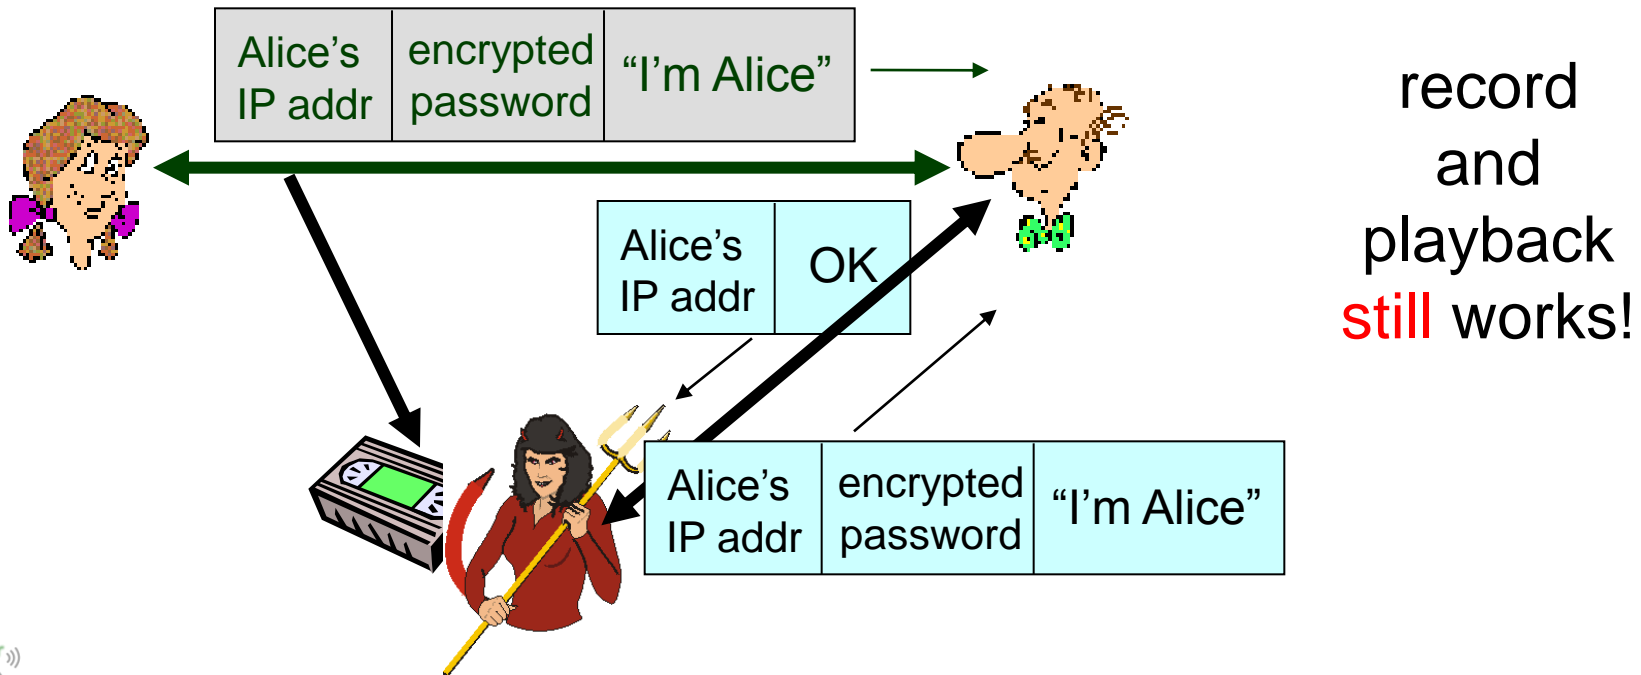 Alice’s
IP addr
encrypted
password
“I’m Alice”
record
and
playback
still works!
Alice’s
IP addr
OK
Alice’s
IP addr
encrypted
password
“I’m Alice”